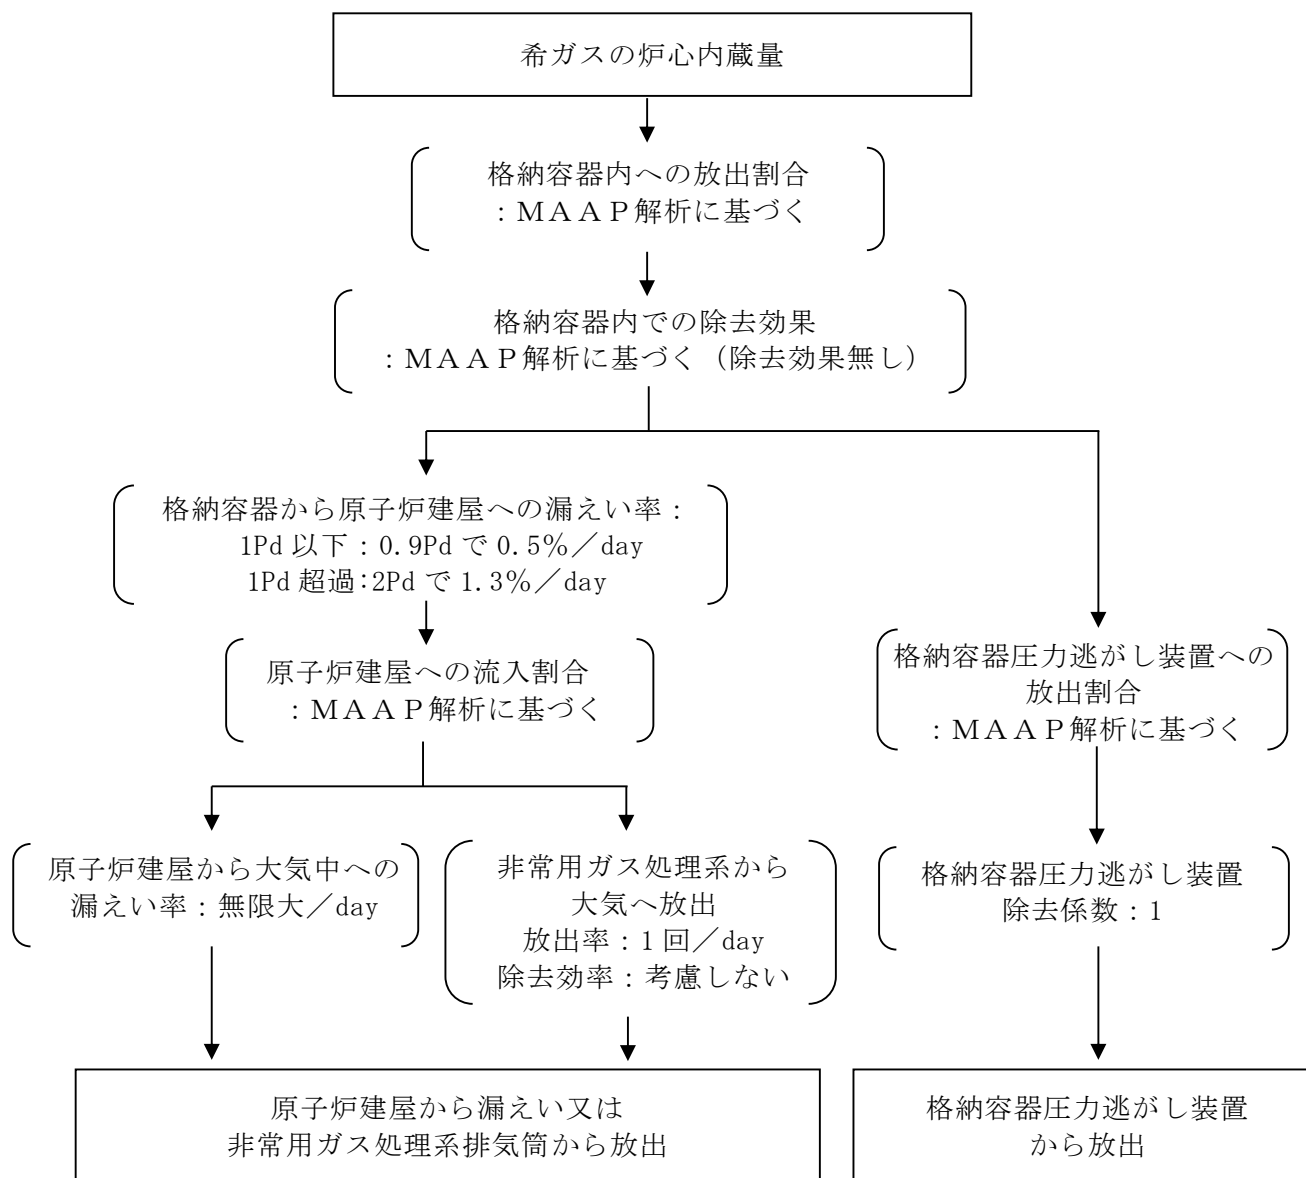 希ガスの炉心内蔵量
格納容器内への放出割合
：ＭＡＡＰ解析に基づく
格納容器内での除去効果
：ＭＡＡＰ解析に基づく（除去効果無し）
格納容器から原子炉建屋への漏えい率：
1Pd 以下：0.9Pd で 0.5％／day
1Pd 超過：2Pd で 1.3％／day
原子炉建屋への流入割合
：ＭＡＡＰ解析に基づく
格納容器圧力逃がし装置への
放出割合
：ＭＡＡＰ解析に基づく
原子炉建屋から大気中への
漏えい率：無限大／day
非常用ガス処理系から
大気へ放出
放出率：1 回／day
除去効率：考慮しない
格納容器圧力逃がし装置
除去係数：1
原子炉建屋から漏えい又は
非常用ガス処理系排気筒から放出
格納容器圧力逃がし装置
から放出